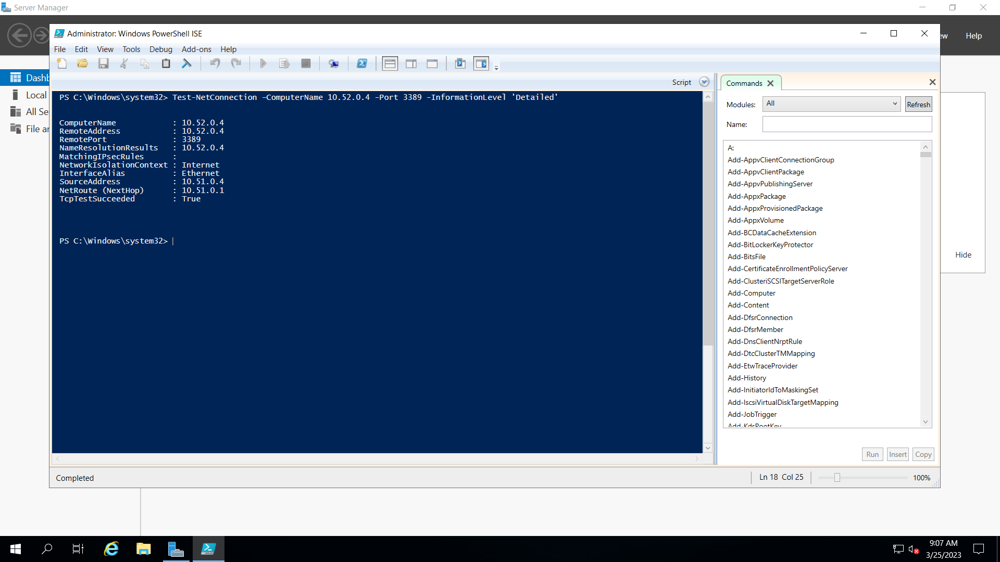 Server Manager
Help
Dashb
Local
All Se
File an
Hide
Administrator: Windows PowerShell ISE
File Edit View Tools Debug Add-ons Help
Script
PS C:\Windows\system32> Test-NetConnection -ComputerName 10.52.0.4 -Port 3389 -InformationLevel 'Detailed'
ComputerName : 10.52.0.4
RemoteAddress : 10.52.0.4
RemotePort : 3389
NameResolutionResults : 10.52.0.4
MatchingIPsecRules :
NetworkIsolationContext : Internet
InterfaceAlias : Ethernet
SourceAddress : 10.51.0.4
NetRoute (NextHop) : 10.51.0.1
TcpTestSucceeded : True
PS C:\Windows\system32>
Commands
Modules: All Refresh
Name:
A:
Add-AppvClientConnectionGroup
Add-AppvClientPackage
Add-AppvPublishingServer
Add-AppxPackage
Add-AppxProvisionedPackage
Add-AppxVolume
Add-BCDataCacheExtension
Add-BitLockerKeyProtector
Add-BitsFile
Add-CertificateEnrollmentPolicyServer
Add-ClusteriSCSITargetServerRole
Add-Computer
Add-Content
Add-DfsrConnection
Add-DfsrMember
Add-DnsClientNrptRule
Add-DtcClusterTMMapping
Add-EtwTraceProvider
Add-History
Add-InitiatorIdToMaskingSet
Add-IscsiVirtualDiskTargetMapping
Add-JobTrigger
Add-KdsRootKey
Run Insert Copy
Completed
Ln 18 Col 25
100%
9:07 AM
3/25/2023